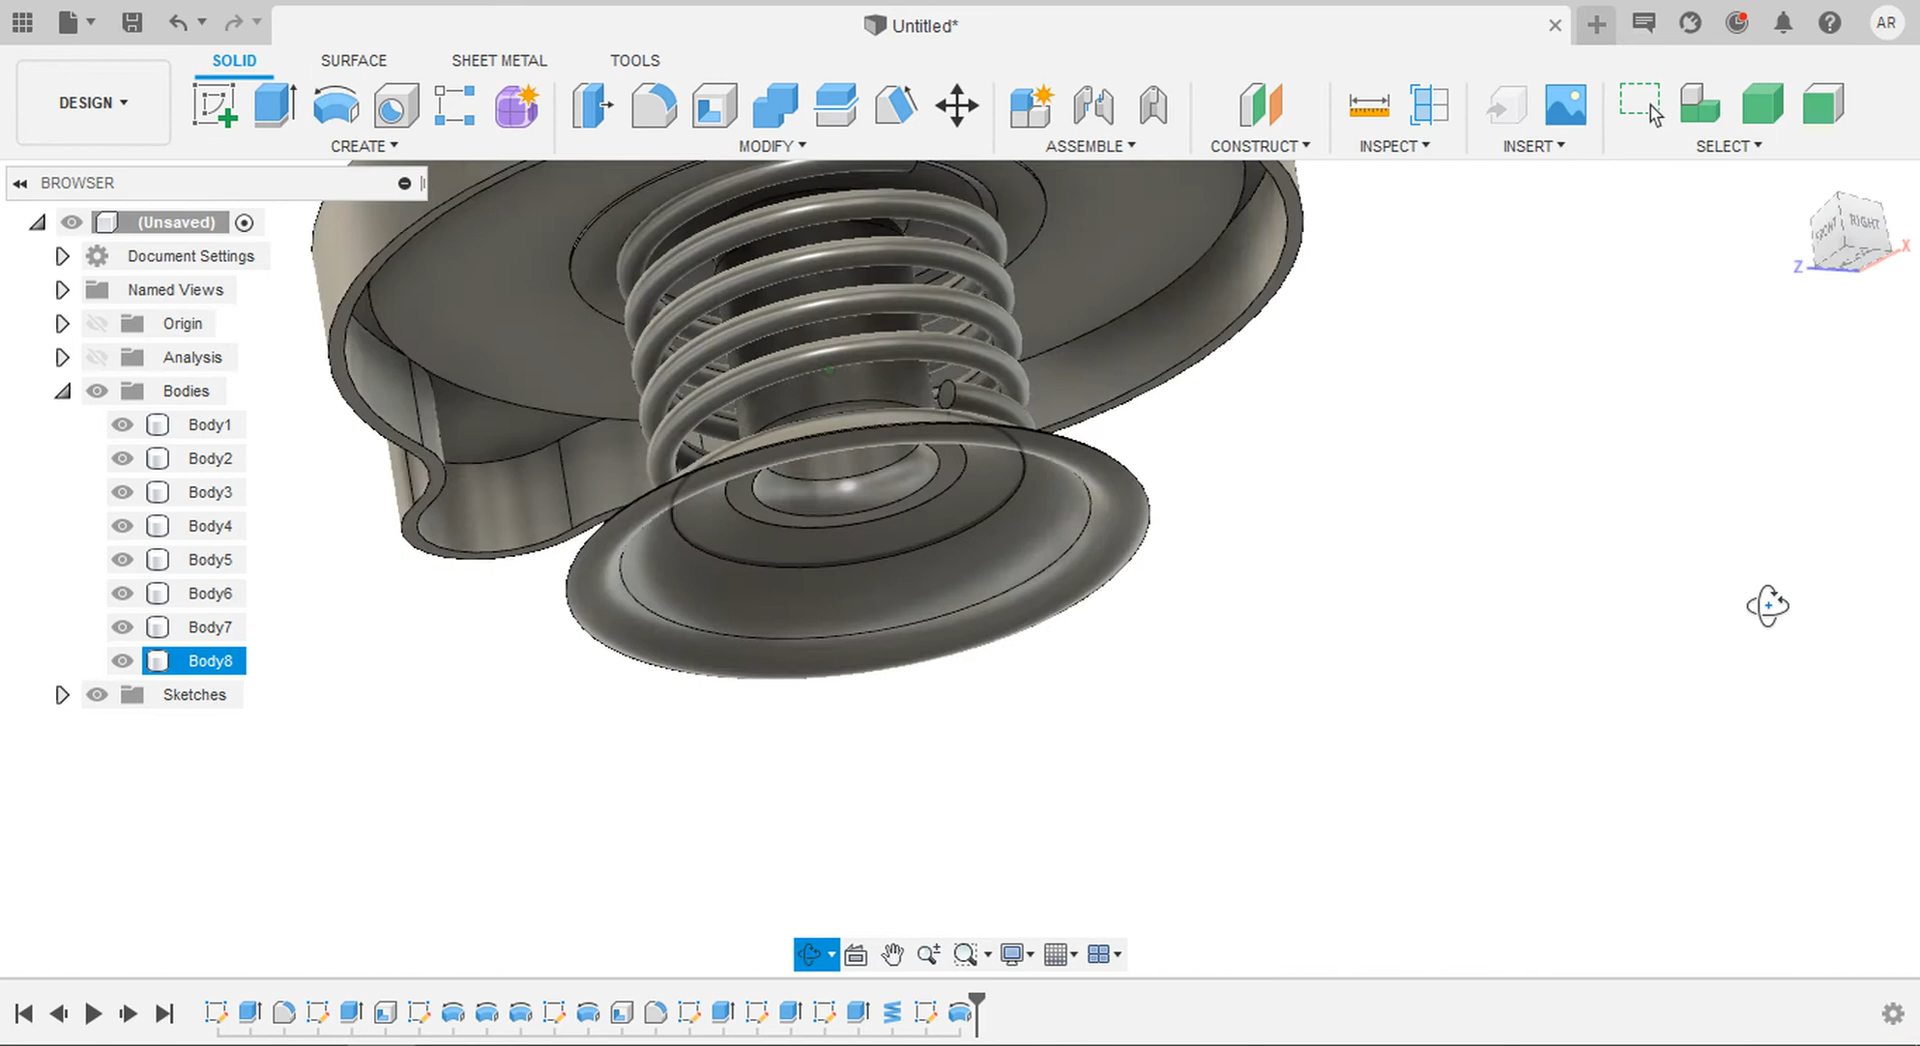 Untitled*
AR
DESIGN
SOLID
SURFACE
SHEET METAL
TOOLS
CREATE
MODIFY
ASSEMBLE
CONSTRUCT
INSPECT
INSERT
SELECT
BROWSER
(Unsaved)
Document Settings
Named Views
Origin
Analysis
Bodies
Body1
Body2
Body3
Body4
Body5
Body6
Body7
Body8
Sketches
FRONT
RIGHT
X
Z